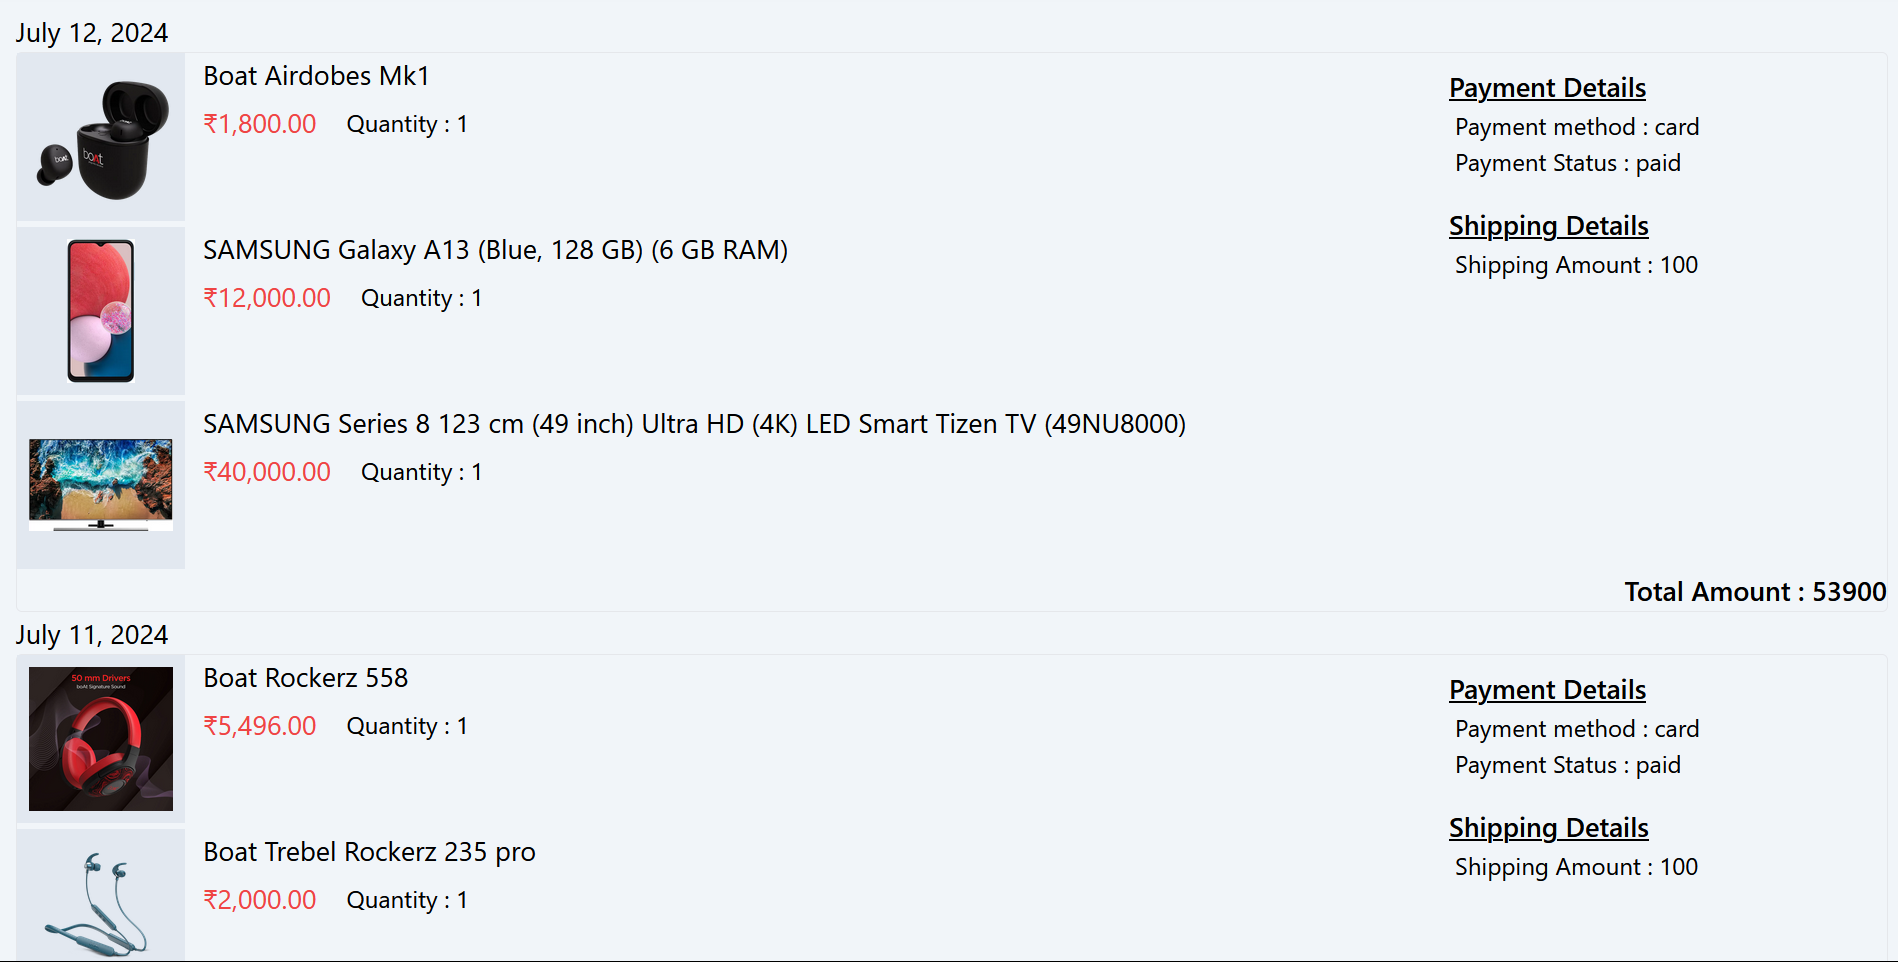 July 12, 2024
boAt
boAt
Boat Airdobes Mk1
₹1,800.00 Quantity : 1
SAMSUNG Galaxy A13 (Blue, 128 GB) (6 GB RAM)
₹12,000.00 Quantity : 1
SAMSUNG Series 8 123 cm (49 inch) Ultra HD (4K) LED Smart Tizen TV (49NU8000)
₹40,000.00 Quantity : 1
Payment Details
Payment method : card
Payment Status : paid
Shipping Details
Shipping Amount : 100
Total Amount : 53900
July 11, 2024
50 mm Drivers
boAt Signature Sound
Boat Rockerz 558
₹5,496.00 Quantity : 1
Boat Trebel Rockerz 235 pro
₹2,000.00 Quantity : 1
Payment Details
Payment method : card
Payment Status : paid
Shipping Details
Shipping Amount : 100